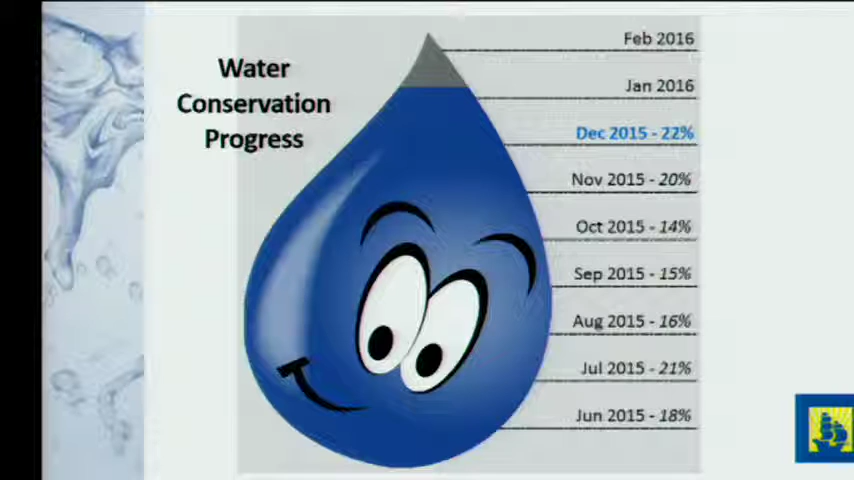 Water
Conservation
Progress
Feb 2016
Jan 2016
Dec 2015 - 22%
Nov 2015 - 20%
Oct 2015 - 14%
Sep 2015 - 15%
Aug 2015 - 16%
Jul 2015 - 21%
Jun 2015 - 18%